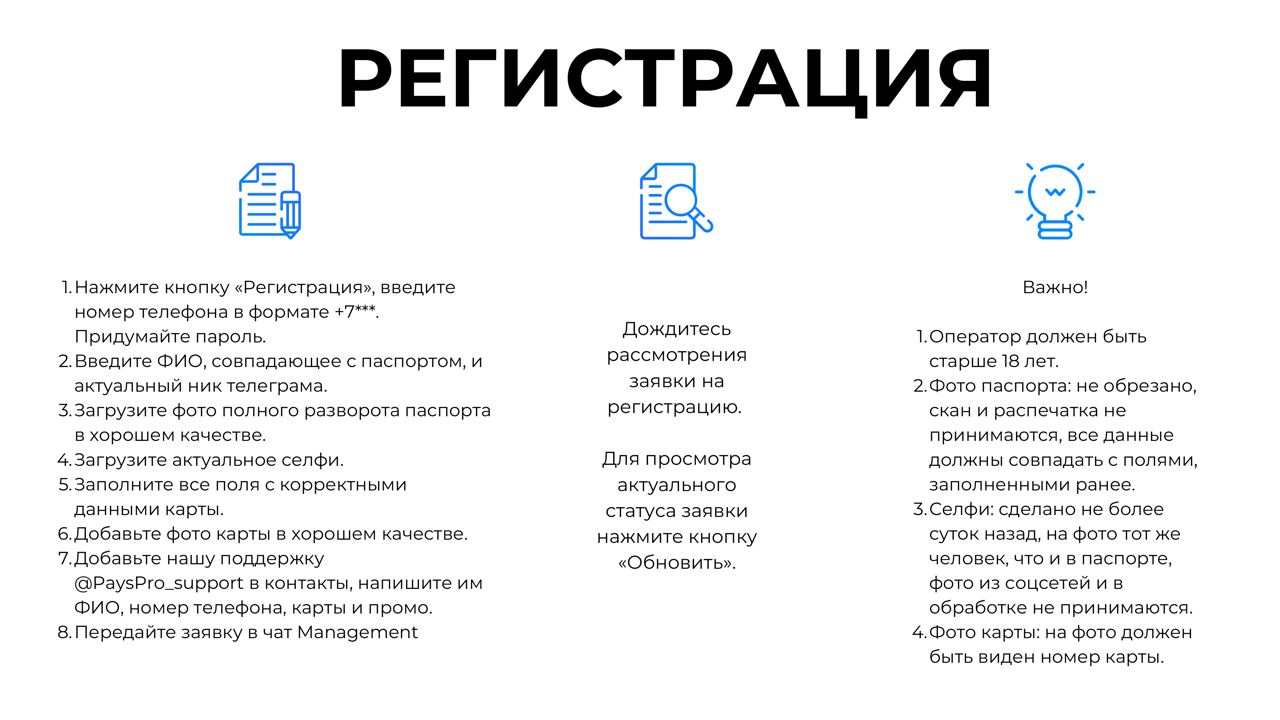 РЕГИСТРАЦИЯ
1. Нажмите кнопку «Регистрация», введите
номер телефона в формате +7***.
Придумайте пароль.
2. Введите ФИО, совпадающее с паспортом, и
актуальный ник телеграма.
3. Загрузите фото полного разворота паспорта
в хорошем качестве.
4. Загрузите актуальное селфи.
5. Заполните все поля с корректными
данными карты.
6. Добавьте фото карты в хорошем качестве.
7. Добавьте нашу поддержку
@PaysPro_support в контакты, напишите им
ФИО, номер телефона, карты и промо.
8. Передайте заявку в чат Management
Дождитесь
рассмотрения
заявки на
регистрацию.
Для просмотра
актуального
статуса заявки
нажмите кнопку
«Обновить».
Важно!
1. Оператор должен быть
старше 18 лет.
2. Фото паспорта: не обрезано,
скан и распечатка не
принимаются, все данные
должны совпадать с полями,
заполненными ранее.
3. Селфи: сделано не более
суток назад, на фото тот же
человек, что и в паспорте,
фото из соцсетей и в
обработке не принимаются.
4. Фото карты: на фото должен
быть виден номер карты.